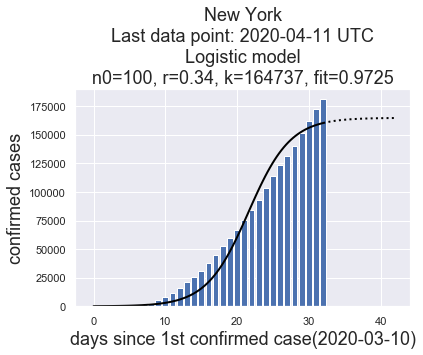 New York
Last data point: 2020-04-11 UTC
Logistic model
n0=100, r=0.34, k=164737, fit=0.9725
confirmed cases
175000
150000
125000
100000
75000
50000
25000
0
0 10 20 30 40
days since 1st confirmed case(2020-03-10)